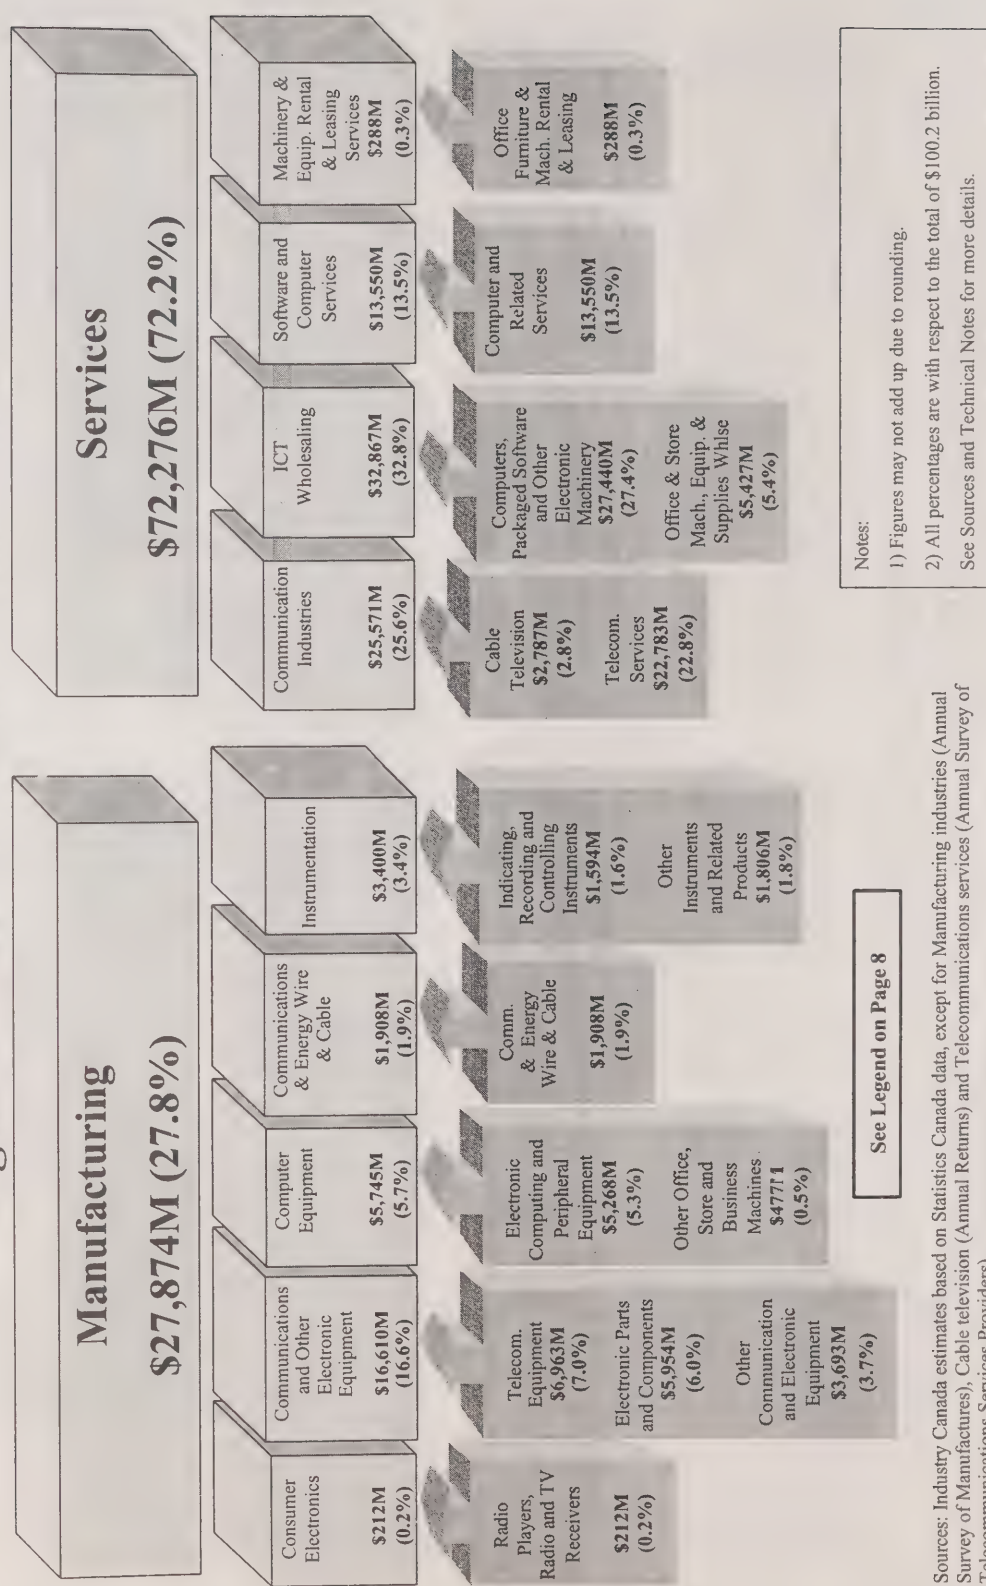 Manufacturing
$27,874M (27.8%)
Services
$72,276M (72.2%)
Consumer
Electronics
$212M
(0.2%)
Communications
and Other
Electronic
Equipment
$16,610M
(16.6%)
Computer
Equipment
$5,745M
(5.7%)
Communications
& Energy Wire
& Cable
$1,908M
(1.9%)
Instrumentation
$3,400M
(3.4%)
Communication
Industries
$25,571M
(25.6%)
ICT
Wholesaling
$32,867M
(32.8%)
Software and
Computer
Services
$13,550M
(13.5%)
Machinery &
Equip. Rental
& Leasing
Services
$288M
(0.3%)
Radio
Players,
Radio and TV
Receivers
$212M
(0.2%)
Telecom.
Equipment
$6,963M
(7.0%)
Electronic Parts
and Components
$5,954M
(6.0%)
Other
Communication
and Electronic
Equipment
$3,693M
(3.7%)
Electronic
Computing and
Peripheral
Equipment
$5,268M
(5.3%)
Other Office,
Store and
Business
Machines
(0.5%)
Comm.
& Energy
Wire & Cable
$1,908M
(1.9%)
Indicating,
Recording and
Controlling
Instruments
$1,594M
(1.6%)
Other
Instruments
and Related
Products
$1.806M
(1.8%)
Cable
Television
$2,787M
(2.8%)
Telecom.
Services
$22,783M
(22.8%)
Computers,
Packaged Software
and Other
Electronic
Machinery
$27,440M
(27.4%)
Office & Store
Mach., Equip. &
Supplies Whlse
$5,427M
(5.4%)
Computer and
Related
Services
$13,550M
(13.5%)
Office
Furniture &
Mach. Rental
& Leasing
$288M
(0.3%)
See Legend on Page 8
Notes:
1) Figures may not add up due to rounding.
2) All percentages are with respect to the total of $100.2 billion.
See Sources and Technical Notes for more details.
Sources: Industry Canada estimates based on Statistics Canada data, except for Manufacturing industries (Annual
Survey of Manufactures), Cable television (Annual Returns) and Telecommunications services (Annual Survey of
Telecommunications Services Providers)